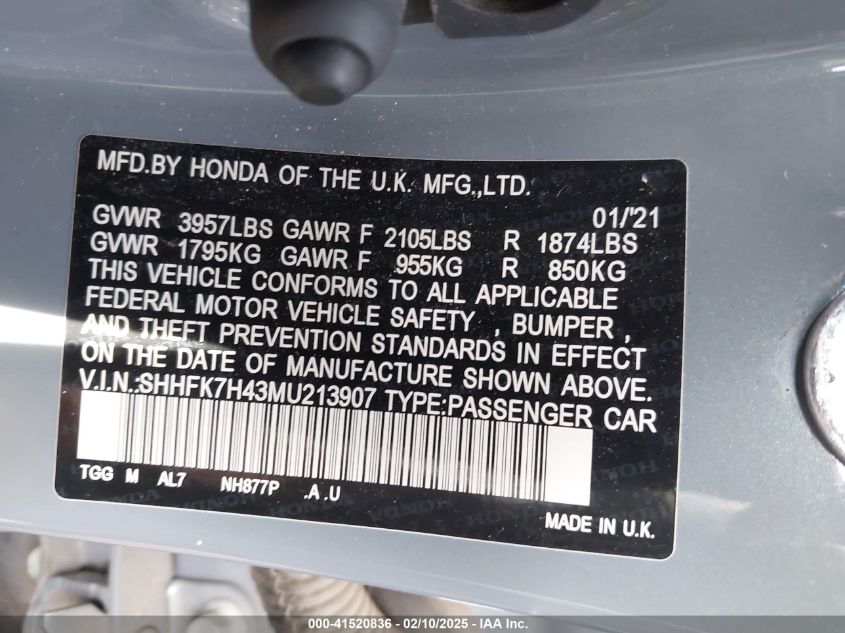 MFD.BY HONDA OF THE U.K. MFG.,LTD.
01/'21
GVWR 3957LBS GAWR F 2105LBS R 1874LBS
GVWR 1795KG GAWR F 955KG R 850KG
THIS VEHICLE CONFORMS TO ALL APPLICABLE
FEDERAL MOTOR VEHICLE SAFETY , BUMPER ,
AND THEFT PREVENTION STANDARDS IN EFFECT
ON THE DATE OF MANUFACTURE SHOWN ABOVE.
V.I.N.:SHHFK7H43MU213907 TYPE:PASSENGER CAR
TGG M AL7 NH877P .A .U
MADE IN U.K.
000-41520836 - 02/10/2025 - IAA Inc.